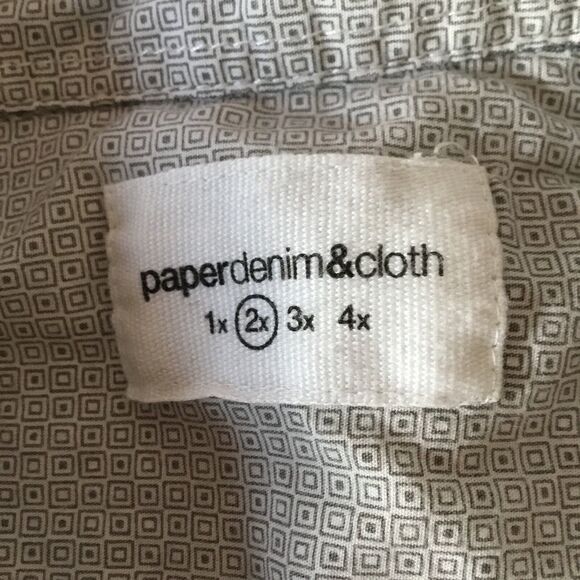 paperdenim&cloth
1x 2x 3x 4x